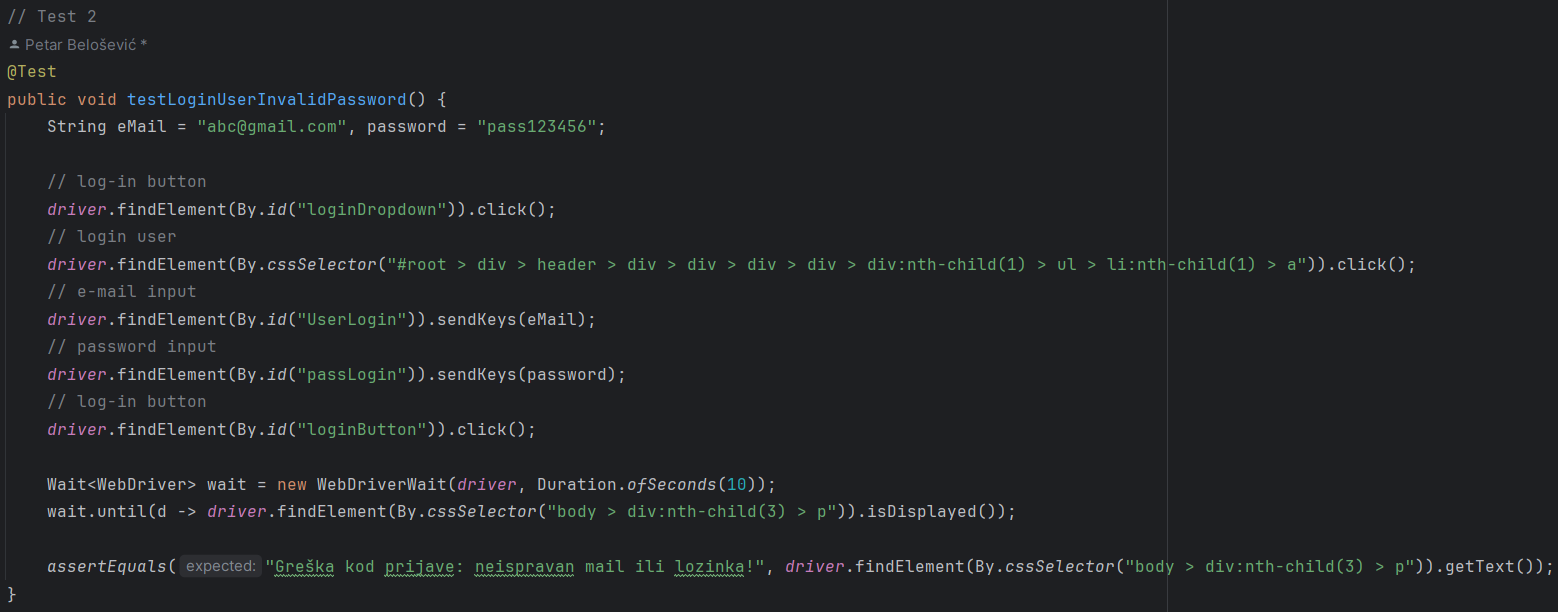 // Test 2
Petar Belošević *
@Test
public void testLoginUserInvalidPassword() {
    String eMail = "abc@gmail.com", password = "pass123456";
    // log-in button
    driver.findElement(By.id("loginDropdown")).click();
    // login user
    driver.findElement(By.cssSelector("#root > div > header > div > div > div > div > div:nth-child(1) > ul > li:nth-child(1) > a")).click();
    // e-mail input
    driver.findElement(By.id("UserLogin")).sendKeys(eMail);
    // password input
    driver.findElement(By.id("passLogin")).sendKeys(password);
    // log-in button
    driver.findElement(By.id("loginButton")).click();
    Wait<WebDriver> wait = new WebDriverWait(driver, Duration.ofSeconds(10));
    wait.until(d -> driver.findElement(By.cssSelector("body > div:nth-child(3) > p")).isDisplayed());
    assertEquals( expected: "Greška kod prijave: neispravan mail ili lozinka!", driver.findElement(By.cssSelector("body > div:nth-child(3) > p")).getText());
}